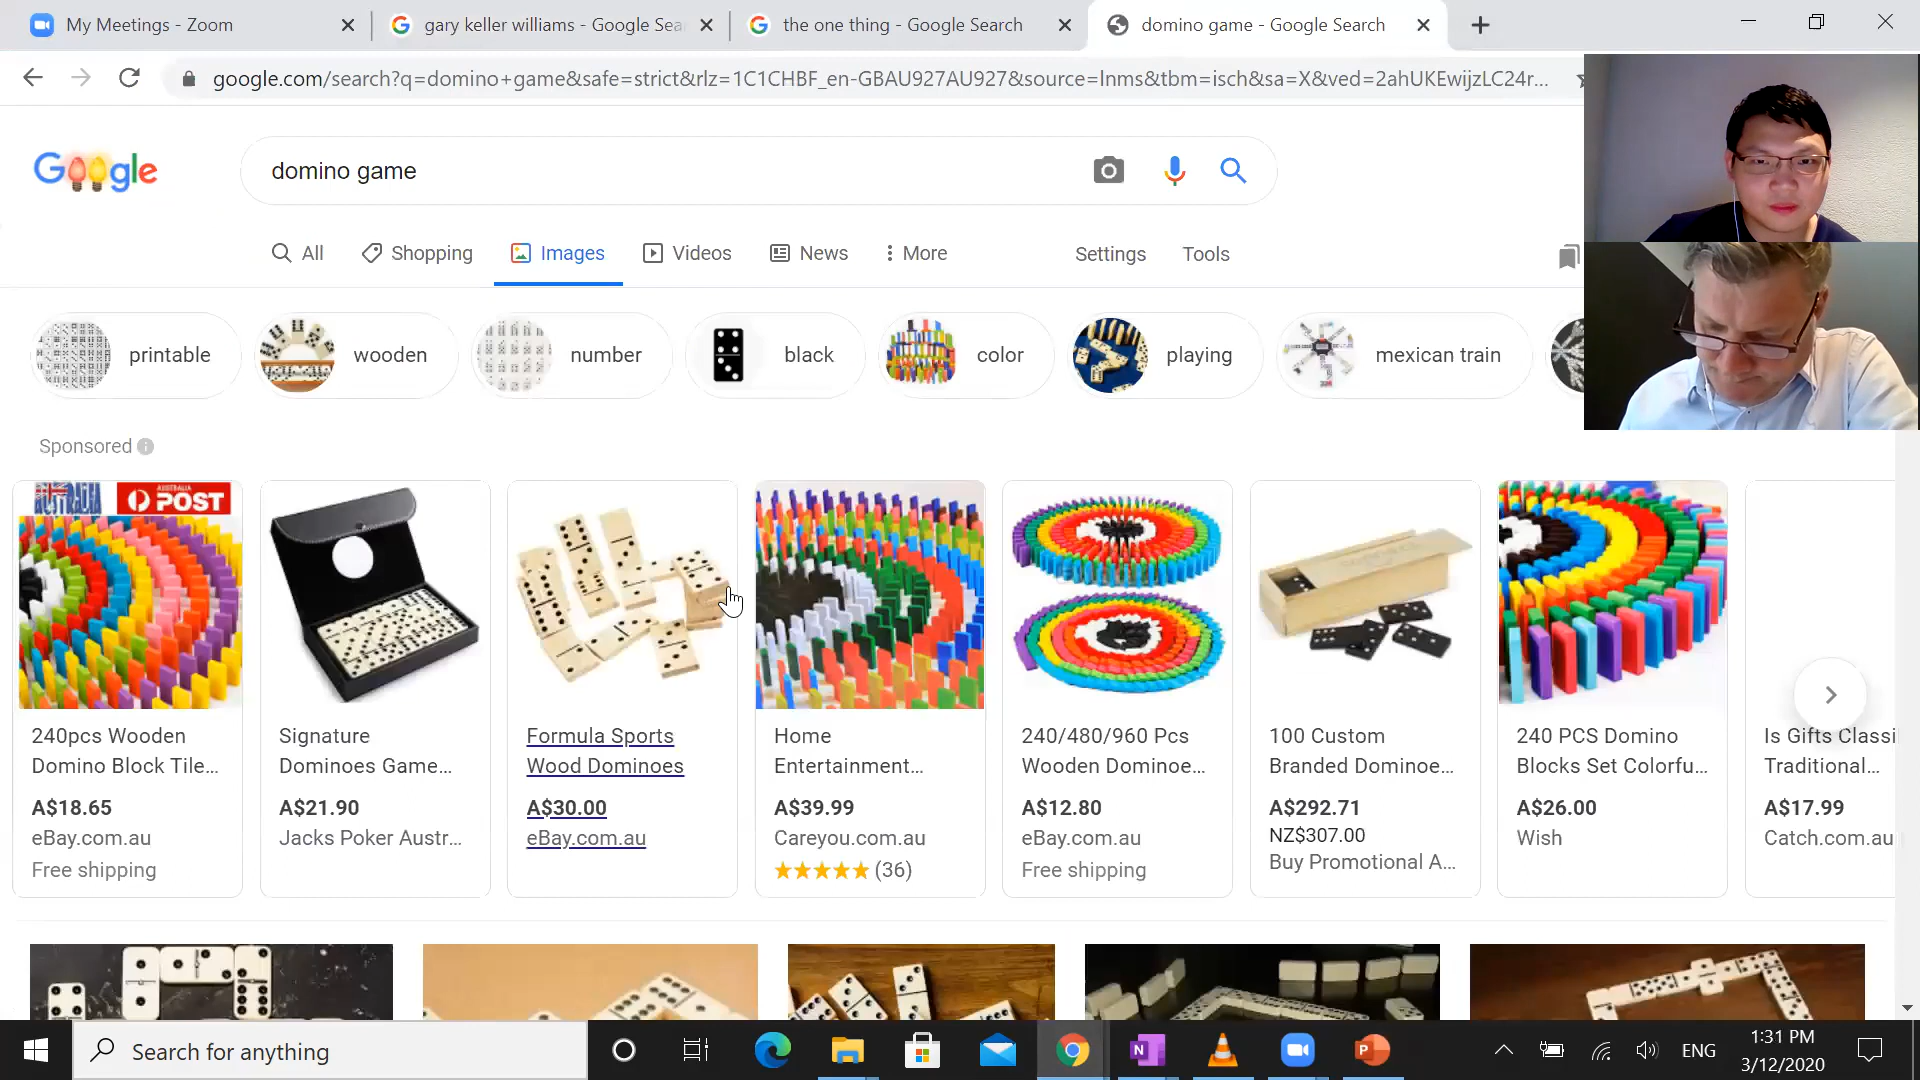 My Meetings - Zoom
gary keller williams - Google Sea
the one thing - Google Search
domino game - Google Search
google.com/search?q=domino+game&safe=strict&rlz=1C1CHBF_en-GBAU927AU927&source=lnms&tbm=isch&sa=X&ved=2ahUKEwijzLC24r...
Google
domino game
All
Shopping
Images
Videos
News
More
Settings
Tools
printable
wooden
number
black
color
playing
mexican train
Sponsored
AUSTRALIA
AUSTRALIA
POST
240pcs Wooden
Domino Block Tile...
A$18.65
eBay.com.au
Free shipping
Signature
Dominoes Game...
A$21.90
Jacks Poker Austr...
Formula Sports
Wood Dominoes
A$30.00
eBay.com.au
Home
Entertainment...
A$39.99
Careyou.com.au
(36)
240/480/960 Pcs
Wooden Dominoe...
A$12.80
eBay.com.au
Free shipping
100 Custom
Branded Dominoe...
A$292.71
NZ$307.00
Buy Promotional A...
240 PCS Domino
Blocks Set Colorfu...
A$26.00
Wish
Is Gifts Classi
Traditional...
A$17.99
Catch.com.au
Search for anything
ENG
1:31 PM
3/12/2020